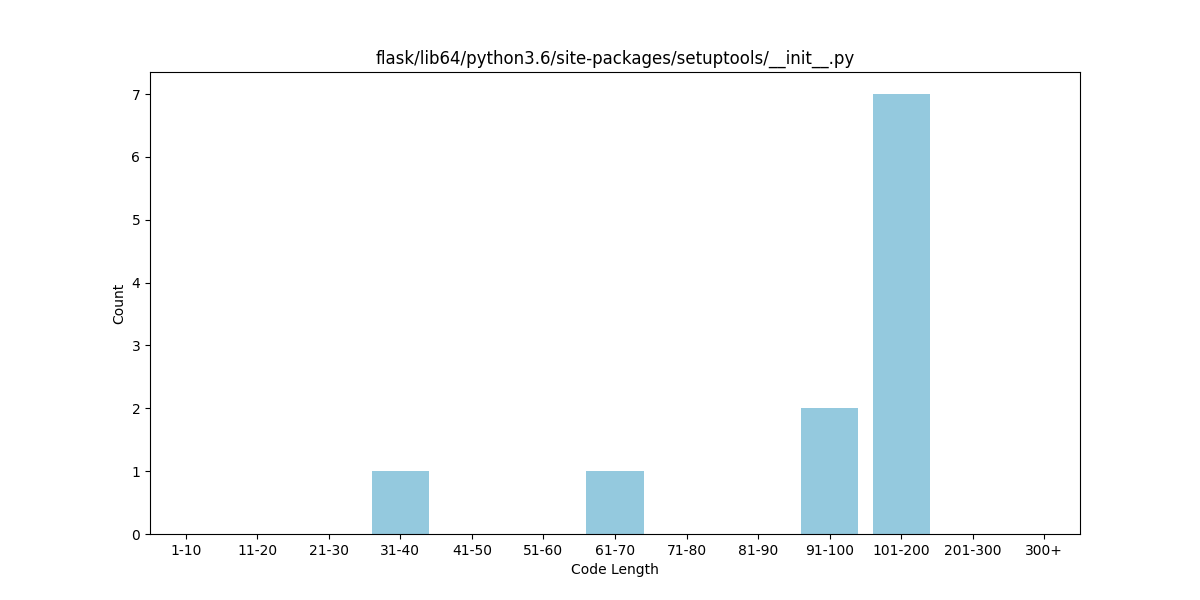 flask/lib64/python3.6/site-packages/setuptools/__init__.py
7
6
5
4
3
2
1
0
Count
1-10 11-20 21-30 31-40 41-50 51-60 61-70 71-80 81-90 91-100 101-200 201-300 300+
Code Length